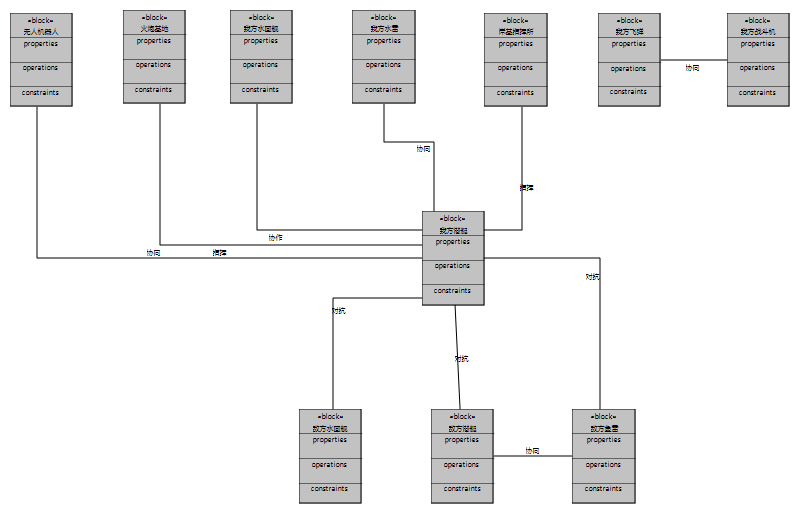 «block»
无人机器人
properties
operations
constraints
«block»
火炮基地
properties
operations
constraints
«block»
我方水面舰
properties
operations
constraints
«block»
我方水雷
properties
operations
constraints
«block»
岸基指挥所
properties
operations
constraints
«block»
我方飞艇
properties
operations
constraints
«block»
我方战斗机
properties
operations
constraints
协同
协同
指挥
«block»
我方潜艇
properties
operations
constraints
协作
协同
指挥
对抗
对抗
对抗
«block»
敌方水面舰
properties
operations
constraints
«block»
敌方潜艇
properties
operations
constraints
«block»
敌方鱼雷
properties
operations
constraints
协同